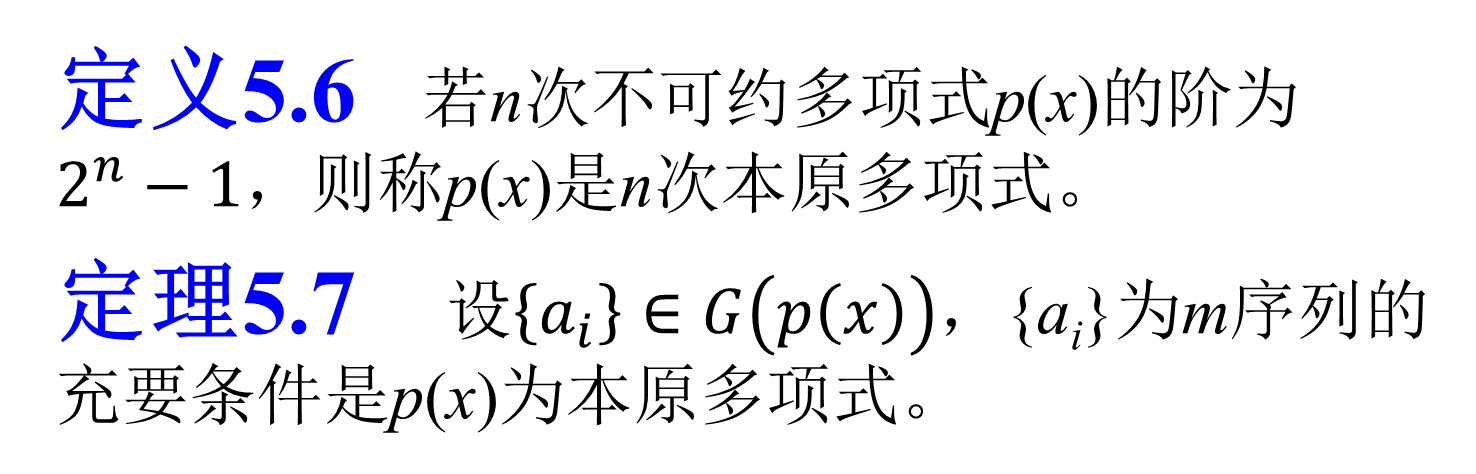 定义5.6 若n次不可约多项式p(x)的阶为
2ⁿ − 1，则称p(x)是n次本原多项式。
定理5.7 设{aᵢ} ∈ G(p(x))，{aᵢ}为m序列的
充要条件是p(x)为本原多项式。